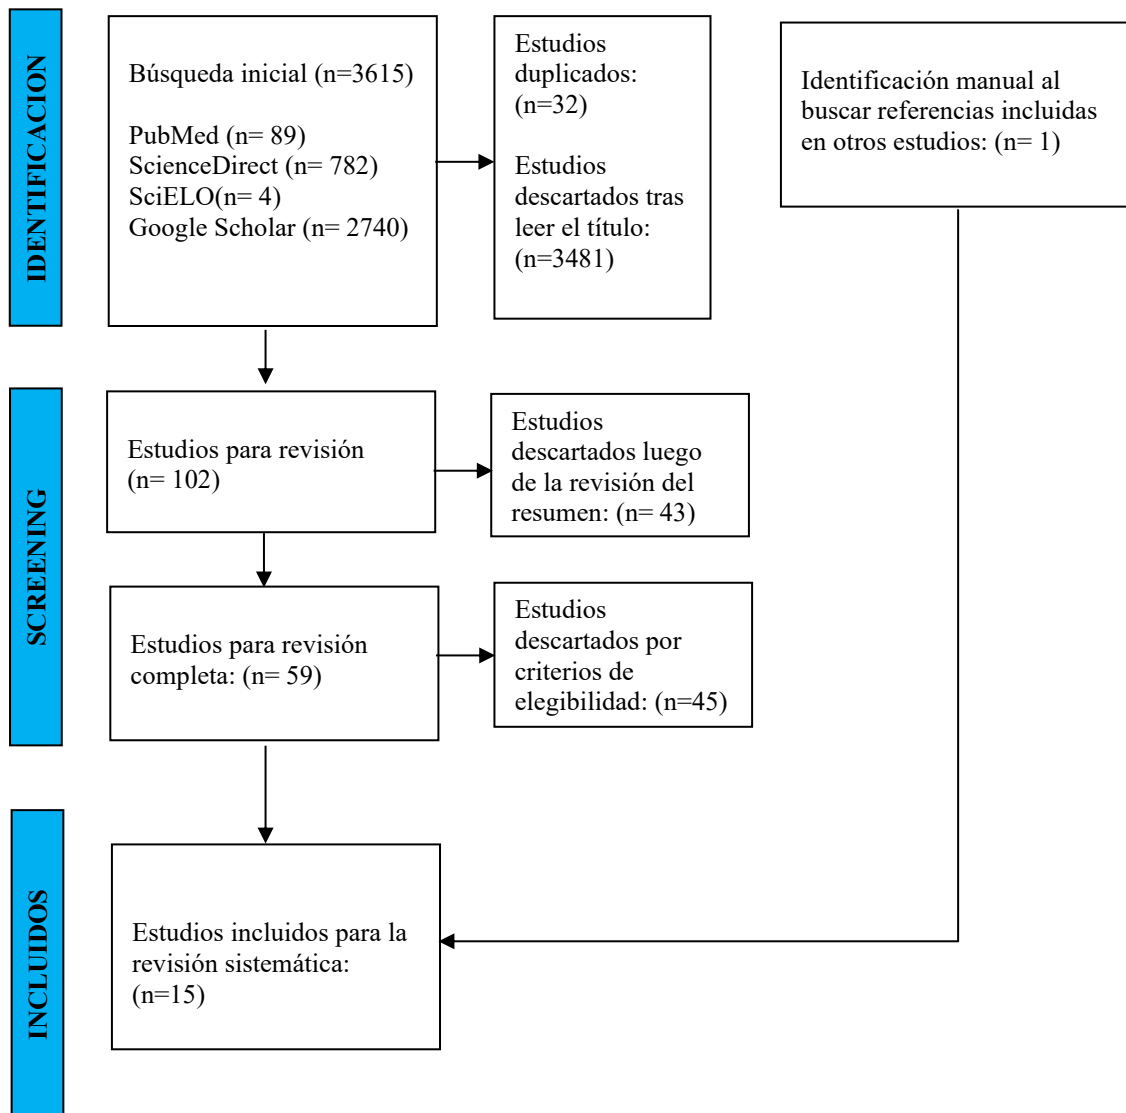 IDENTIFICACION
Búsqueda inicial (n=3615)
PubMed (n= 89)
ScienceDirect (n= 782)
SciELO(n= 4)
Google Scholar (n= 2740)
Estudios
duplicados:
(n=32)
Estudios
descartados tras
leer el título:
(n=3481)
Identificación manual al
buscar referencias incluidas
en otros estudios: (n= 1)
SCREENING
Estudios para revisión
(n= 102)
Estudios
descartados luego
de la revisión del
resumen: (n= 43)
Estudios para revisión
completa: (n= 59)
Estudios
descartados por
criterios de
elegibilidad: (n=45)
INCLUIDOS
Estudios incluidos para la
revisión sistemática:
(n=15)